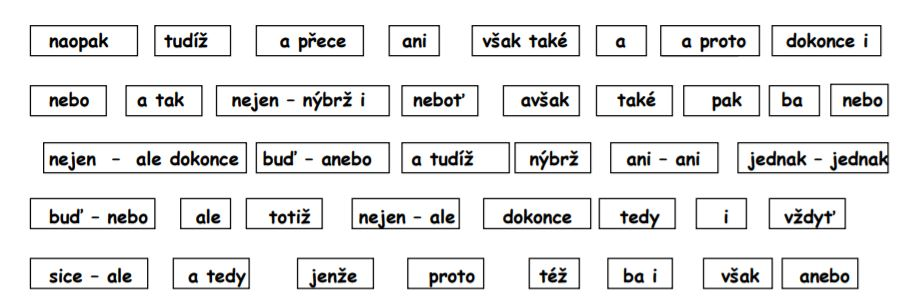 naopak tudíž a přece ani však také a a proto dokonce i
nebo a tak nejen – nýbrž i neboť avšak také pak ba nebo
nejen – ale dokonce buď – anebo a tudíž nýbrž ani – ani jednak – jednak
buď – nebo ale totiž nejen – ale dokonce tedy i vždyť
sice – ale a tedy jenže proto též ba i však anebo